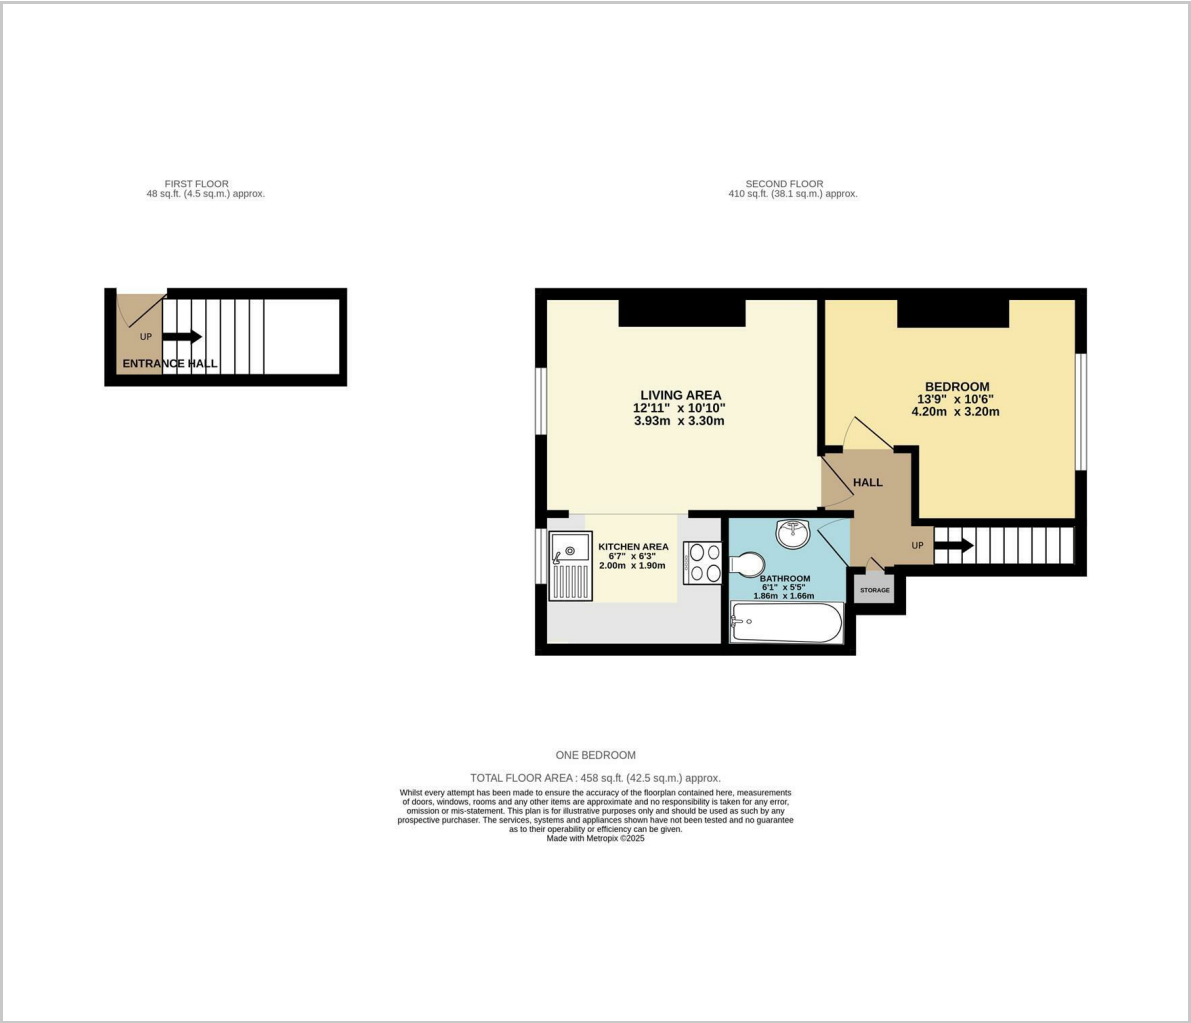 FIRST FLOOR
48 sq.ft. (4.5 sq.m.) approx.
SECOND FLOOR
410 sq.ft. (38.1 sq.m.) approx.
UP
ENTRANCE HALL
LIVING AREA
12'11" x 10'10"
3.93m x 3.30m
BEDROOM
13'9" x 10'6"
4.20m x 3.20m
HALL
KITCHEN AREA
6'7" x 6'3"
2.00m x 1.90m
UP
BATHROOM
6'1" x 5'5"
1.86m x 1.66m
STORAGE
ONE BEDROOM
TOTAL FLOOR AREA : 458 sq.ft. (42.5 sq.m.) approx.
Whilst every attempt has been made to ensure the accuracy of the floorplan contained here, measurements
of doors, windows, rooms and any other items are approximate and no responsibility is taken for any error,
omission or mis-statement. This plan is for illustrative purposes only and should be used as such by any
prospective purchaser. The services, systems and appliances shown have not been tested and no guarantee
as to their operability or efficiency can be given.
Made with Metropix ©2025